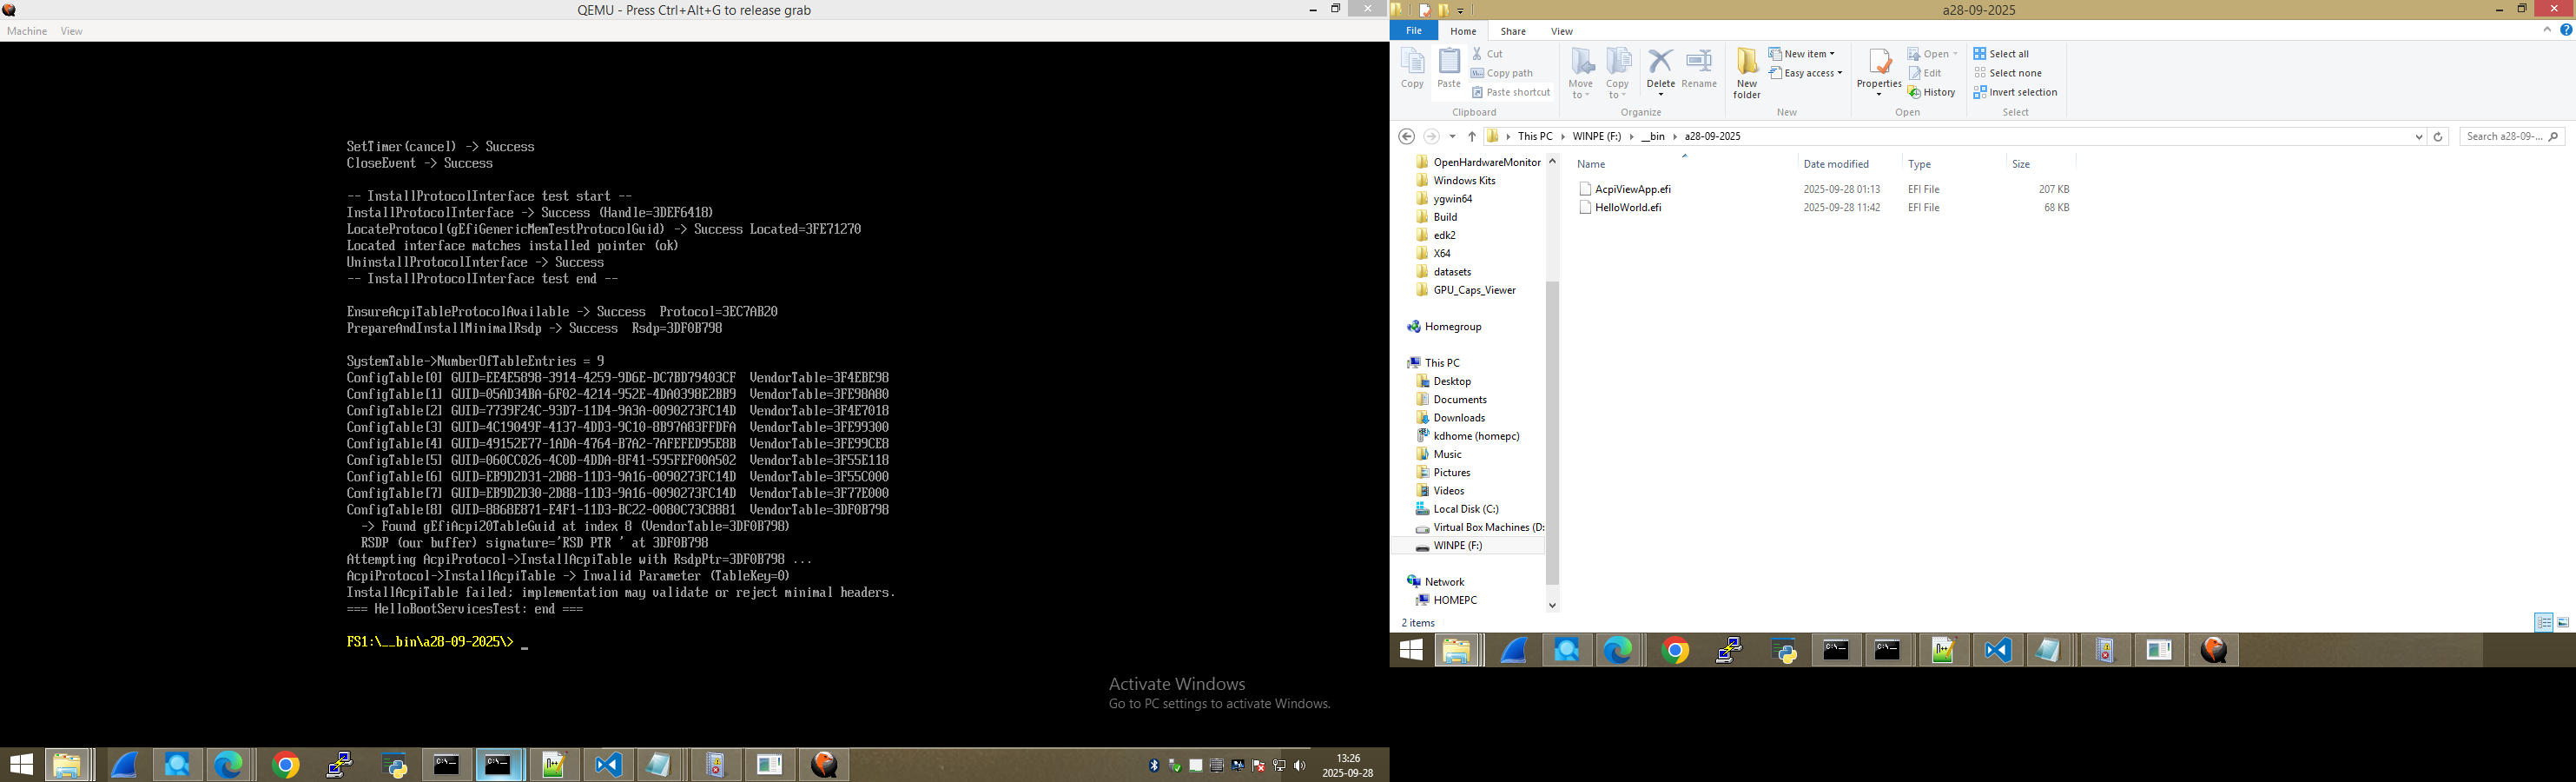 QEMU - Press Ctrl+Alt+G to release grab
Machine View
SetTimer(cancel) -> Success
CloseEvent -> Success
-- InstallProtocolInterface test start --
InstallProtocolInterface -> Success (Handle=3DEF6418)
LocateProtocol(gEfiGenericMemTestProtocolGuid) -> Success Located=3FE71270
Located interface matches installed pointer (ok)
UninstallProtocolInterface -> Success
-- InstallProtocolInterface test end --
EnsureAcpiTableProtocolAvailable -> Success  Protocol=3EC7AB20
PrepareAndInstallMinimalRsdp -> Success  Rsdp=3DF0B798
SystemTable->NumberOfTableEntries = 9
ConfigTable[0] GUID=EE4E5898-3914-4259-9D6E-DC7BD79403CF  VendorTable=3F4EBE98
ConfigTable[1] GUID=05AD34BA-6F02-4214-952E-4DA0398E2BB9  VendorTable=3FE98A80
ConfigTable[2] GUID=7739F24C-93D7-11D4-9A3A-0090273FC14D  VendorTable=3F4E7018
ConfigTable[3] GUID=4C19049F-4137-4DD3-9C10-8B97A83FFDFA  VendorTable=3FE99300
ConfigTable[4] GUID=49152E77-1ADA-4764-B7A2-7AFEFED95E8B  VendorTable=3FE99CE8
ConfigTable[5] GUID=060CC026-4C0D-4DDA-8F41-595FEF00A502  VendorTable=3F55E118
ConfigTable[6] GUID=EB9D2D31-2D88-11D3-9A16-0090273FC14D  VendorTable=3F55C000
ConfigTable[7] GUID=EB9D2D30-2D88-11D3-9A16-0090273FC14D  VendorTable=3F77E000
ConfigTable[8] GUID=8868E871-E4F1-11D3-BC22-0080C73C8881  VendorTable=3DF0B798
-> Found gEfiAcpi20TableGuid at index 8 (VendorTable=3DF0B798)
RSDP (our buffer) signature='RSD PTR ' at 3DF0B798
Attempting AcpiProtocol->InstallAcpiTable with RsdpPtr=3DF0B798 ...
AcpiProtocol->InstallAcpiTable -> Invalid Parameter (TableKey=0)
InstallAcpiTable failed; implementation may validate or reject minimal headers.
=== HelloBootServicesTest: end ===
FS1:\__bin\a28-09-2025\> _
Activate Windows
Go to PC settings to activate Windows.
13:26
2025-09-28
a28-09-2025
File Home Share View
Copy
Paste
Cut
Copy path
Paste shortcut
Clipboard
Move to
Copy to
Delete
Rename
Organize
New folder
New item
Easy access
New
Properties
Open
Edit
History
Open
Select all
Select none
Invert selection
Select
This PC WINPE (F:) __bin a28-09-2025
Search a28-09-...
OpenHardwareMonitor
Windows Kits
ygwin64
Build
edk2
X64
datasets
GPU_Caps_Viewer
Homegroup
This PC
Desktop
Documents
Downloads
kdhome (homepc)
Music
Pictures
Videos
Local Disk (C:)
Virtual Box Machines (D:
WINPE (F:)
Network
HOMEPC
Name Date modified Type Size
AcpiViewApp.efi 2025-09-28 01:13 EFI File 207 KB
HelloWorld.efi 2025-09-28 11:42 EFI File 68 KB
2 items